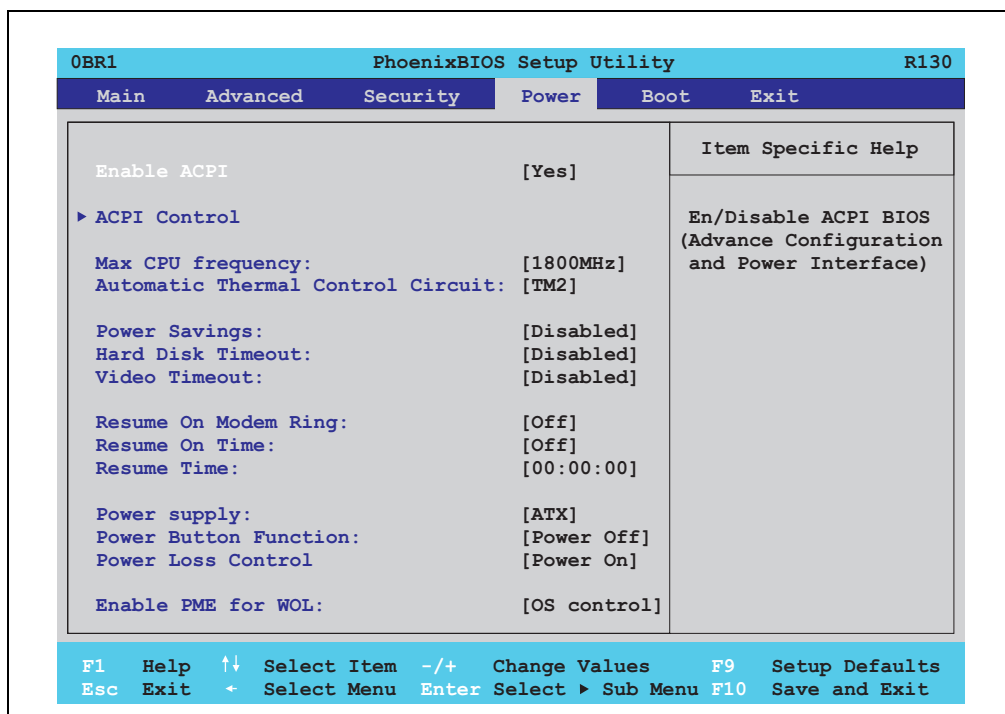 0BR1 PhoenixBIOS Setup Utility R130
Main Advanced Security Power Boot Exit
Item Specific Help
Enable ACPI [Yes]
▶ ACPI Control
En/Disable ACPI BIOS
(Advance Configuration
and Power Interface)
Max CPU frequency: [1800MHz]
Automatic Thermal Control Circuit: [TM2]
Power Savings: [Disabled]
Hard Disk Timeout: [Disabled]
Video Timeout: [Disabled]
Resume On Modem Ring: [Off]
Resume On Time: [Off]
Resume Time: [00:00:00]
Power supply: [ATX]
Power Button Function: [Power Off]
Power Loss Control [Power On]
Enable PME for WOL: [OS control]
F1 Help ↑↓ Select Item -/+ Change Values F9 Setup Defaults
Esc Exit ← Select Menu Enter Select ▶ Sub Menu F10 Save and Exit